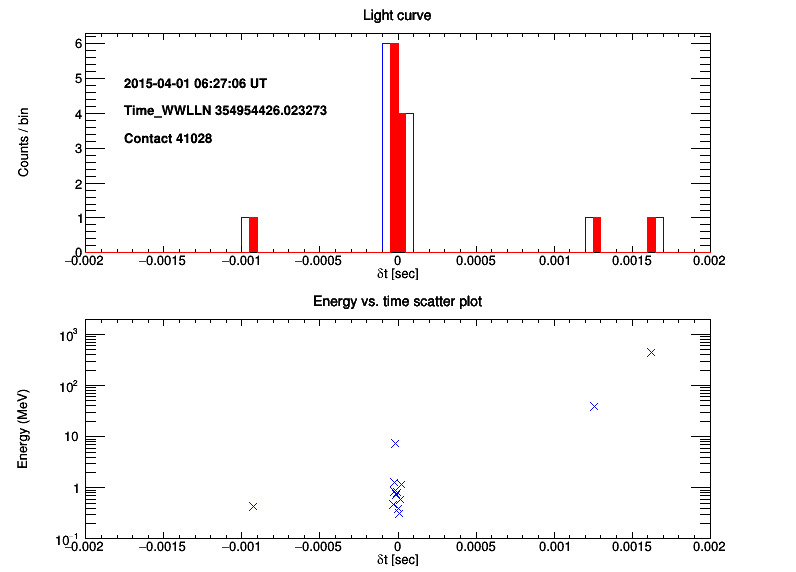 Light curve
6
5
4
3
2
1
0
Counts / bin
2015-04-01 06:27:06 UT
Time_WWLLN 354954426.023273
Contact 41028
−0.002 −0.0015 −0.001 −0.0005 0 0.0005 0.001 0.0015 0.002
δt [sec]
Energy vs. time scatter plot
10³
10²
10
1
10⁻¹
Energy (MeV)
−0.002 −0.0015 −0.001 −0.0005 0 0.0005 0.001 0.0015 0.002
δt [sec]